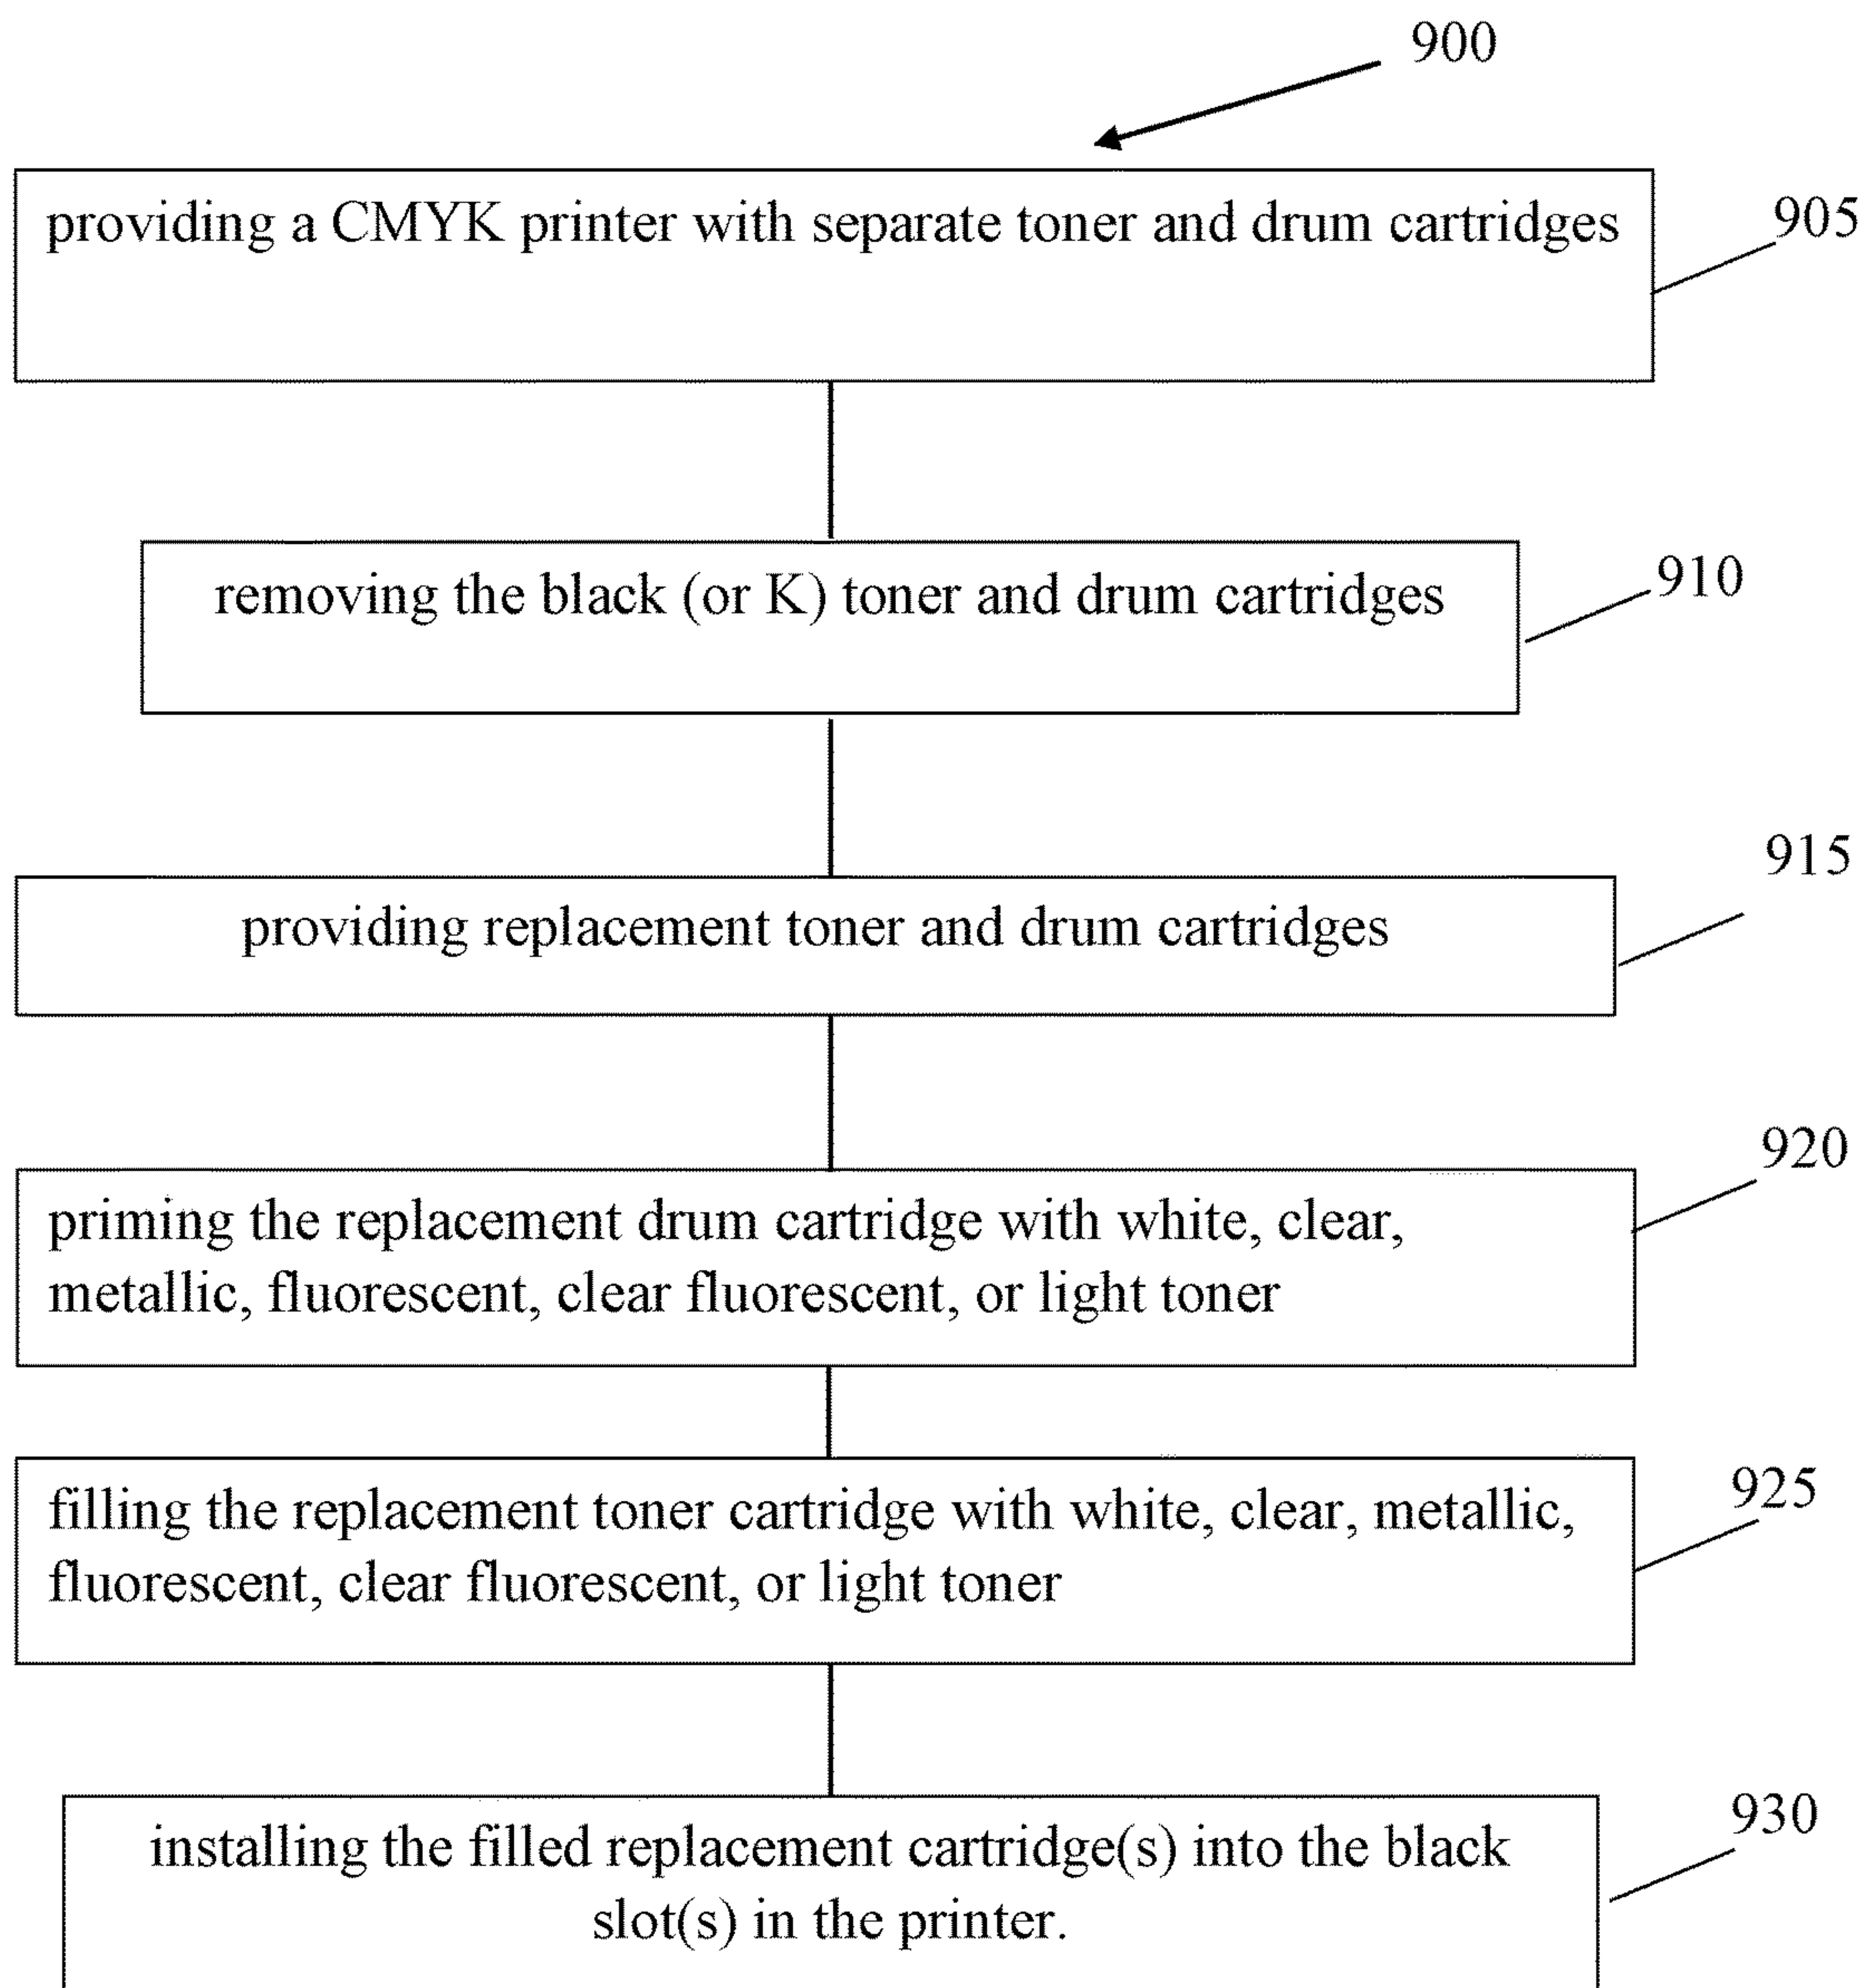 900
providing a CMYK printer with separate toner and drum cartridges
905
removing the black (or K) toner and drum cartridges
910
915
providing replacement toner and drum cartridges
920
priming the replacement drum cartridge with white, clear,
metallic, fluorescent, clear fluorescent, or light toner
925
filling the replacement toner cartridge with white, clear, metallic,
fluorescent, clear fluorescent, or light toner
930
installing the filled replacement cartridge(s) into the black
slot(s) in the printer.